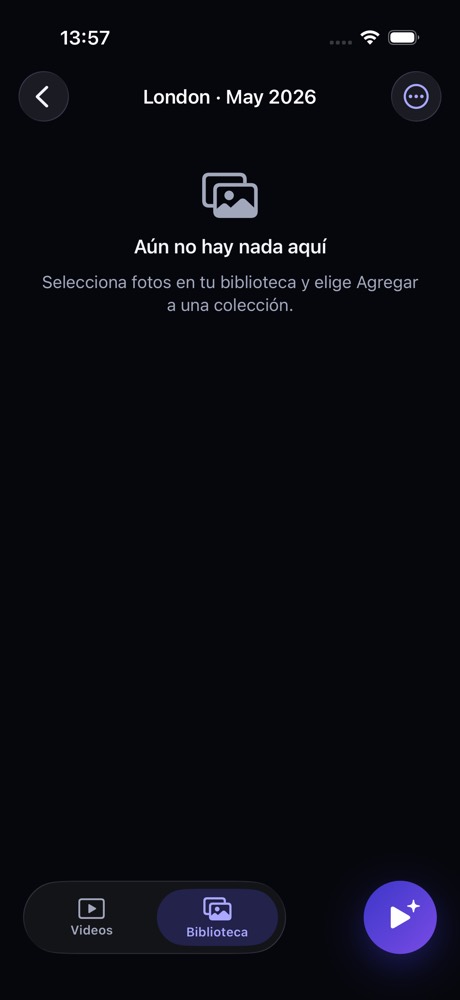 13:57
London · May 2026
Aún no hay nada aquí
Selecciona fotos en tu biblioteca y elige Agregar
a una colección.
Videos
Biblioteca